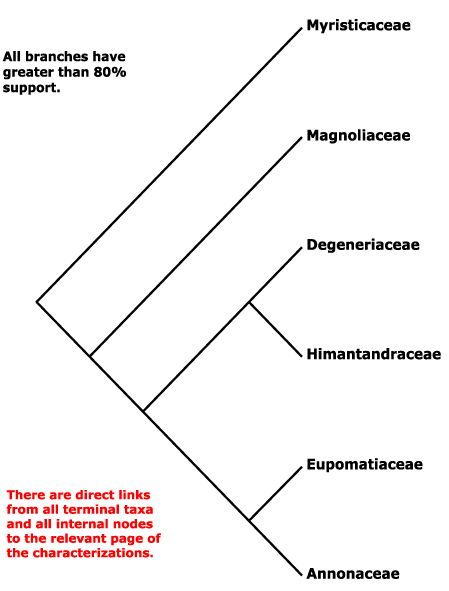 Myristicaceae
All branches have
greater than 80%
support.
Magnoliaceae
Degeneriaceae
Himantandraceae
Eupomatiaceae
There are direct links
from all terminal taxa
and all internal nodes
to the relevant page of
the characterizations.
Annonaceae